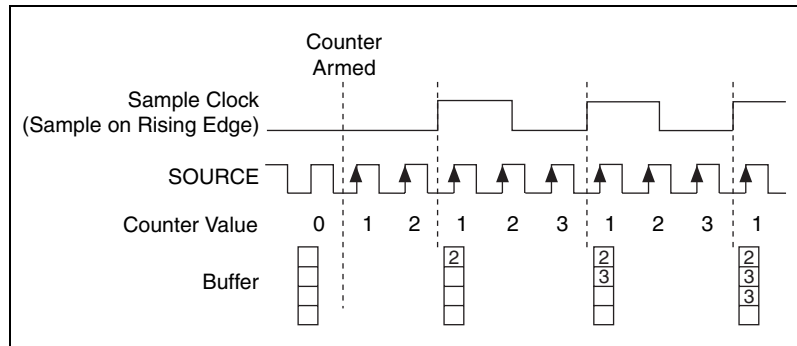 Counter
Armed
Sample Clock
(Sample on Rising Edge)
SOURCE
Counter Value 0 1 2 1 2 3 1 2 3 1
Buffer
2
2
3
2
3
3